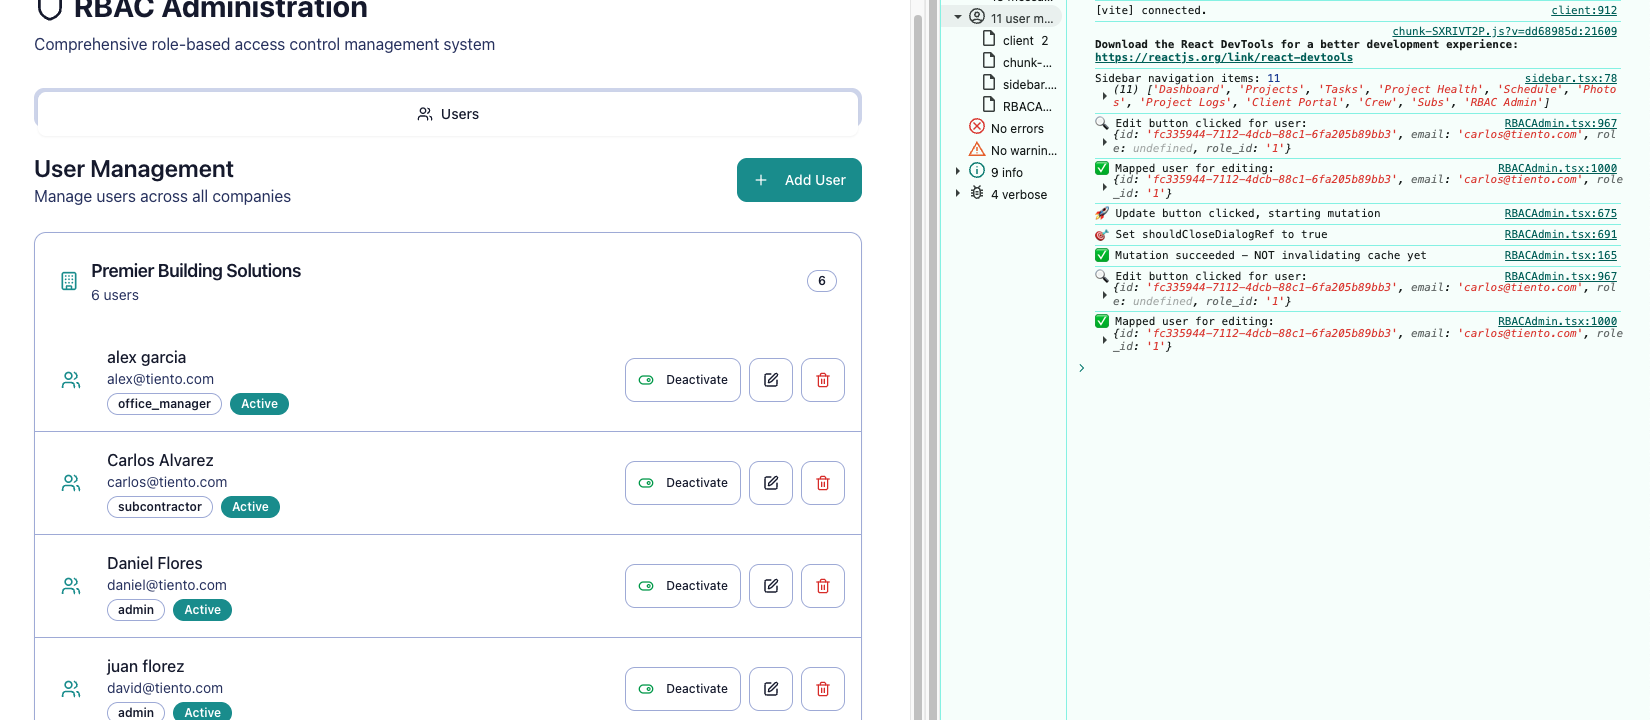 RBAC Administration
Comprehensive role-based access control management system
Users
User Management
Manage users across all companies
Add User
Premier Building Solutions
6 users
6
alex garcia
alex@tiento.com
office_manager Active
Deactivate
Carlos Alvarez
carlos@tiento.com
subcontractor Active
Deactivate
Daniel Flores
daniel@tiento.com
admin Active
Deactivate
juan florez
david@tiento.com
admin Active
Deactivate
11 user m...
client 2
chunk-...
sidebar....
RBACA...
No errors
No warnin...
9 info
4 verbose
[vite] connected. client:912
chunk-SXRIVT2P.js?v=dd68985d:21609
Download the React DevTools for a better development experience:
https://reactjs.org/link/react-devtools
Sidebar navigation items: 11 sidebar.tsx:78
(11) ['Dashboard', 'Projects', 'Tasks', 'Project Health', 'Schedule', 'Photo
s', 'Project Logs', 'Client Portal', 'Crew', 'Subs', 'RBAC Admin']
🔍 Edit button clicked for user: RBACAdmin.tsx:967
{id: 'fc335944-7112-4dcb-88c1-6fa205b89bb3', email: 'carlos@tiento.com', rol
e: undefined, role_id: '1'}
✅ Mapped user for editing: RBACAdmin.tsx:1000
{id: 'fc335944-7112-4dcb-88c1-6fa205b89bb3', email: 'carlos@tiento.com', role
_id: '1'}
🚀 Update button clicked, starting mutation RBACAdmin.tsx:675
🎯 Set shouldCloseDialogRef to true RBACAdmin.tsx:691
✅ Mutation succeeded – NOT invalidating cache yet RBACAdmin.tsx:165
🔍 Edit button clicked for user: RBACAdmin.tsx:967
{id: 'fc335944-7112-4dcb-88c1-6fa205b89bb3', email: 'carlos@tiento.com', rol
e: undefined, role_id: '1'}
✅ Mapped user for editing: RBACAdmin.tsx:1000
{id: 'fc335944-7112-4dcb-88c1-6fa205b89bb3', email: 'carlos@tiento.com', role
_id: '1'}